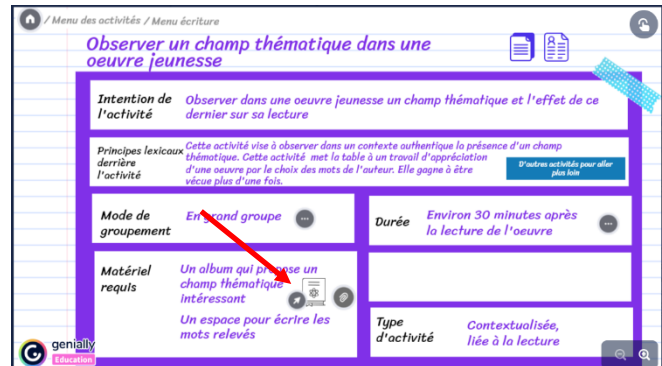 / Menu des activités / Menu écriture
Observer un champ thématique dans une
oeuvre jeunesse
Intention de
l'activité
Observer dans une oeuvre jeunesse un champ thématique et l'effet de ce
dernier sur sa lecture
Principes lexicaux
derrière
l'activité
Cette activité vise à observer dans un contexte authentique la présence d'un champ
thématique. Cette activité met la table à un travail d'appréciation
d'une oeuvre par le choix des mots de l'auteur. Elle gagne à être
vécue plus d'une fois.
D'autres activités pour aller
plus loin
Mode de
groupement
En grand groupe
Durée
Environ 30 minutes après
la lecture de l'oeuvre
Matériel
requis
Un album qui propose un
champ thématique
intéressant
Un espace pour écrire les
mots relevés
Type
d'activité
Contextualisée,
liée à la lecture
genially
Education